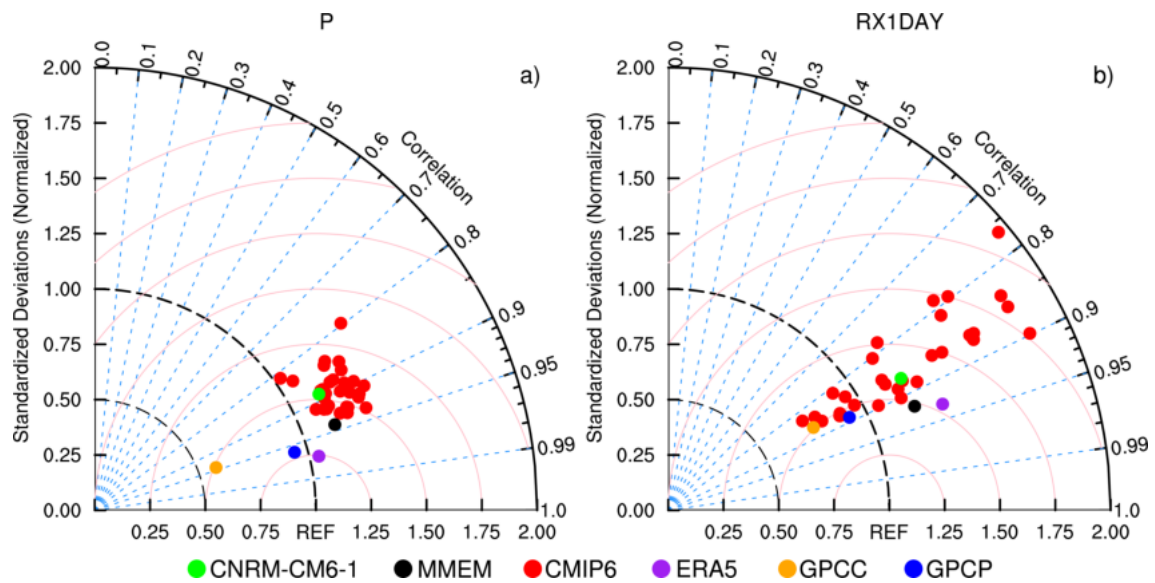 P
a)
Standardized Deviations (Normalized)
2.00
1.75
1.50
1.25
1.00
0.75
0.50
0.25
0.00
0.25 0.50 0.75 REF 1.25 1.50 1.75 2.00
0.0 0.1 0.2 0.3 0.4 0.5 0.6 0.7 0.8 0.9 0.95 0.99 1.0
Correlation
RX1DAY
b)
Standardized Deviations (Normalized)
2.00
1.75
1.50
1.25
1.00
0.75
0.50
0.25
0.00
0.25 0.50 0.75 REF 1.25 1.50 1.75 2.00
0.0 0.1 0.2 0.3 0.4 0.5 0.6 0.7 0.8 0.9 0.95 0.99 1.0
Correlation
CNRM-CM6-1 MMEM CMIP6 ERA5 GPCC GPCP